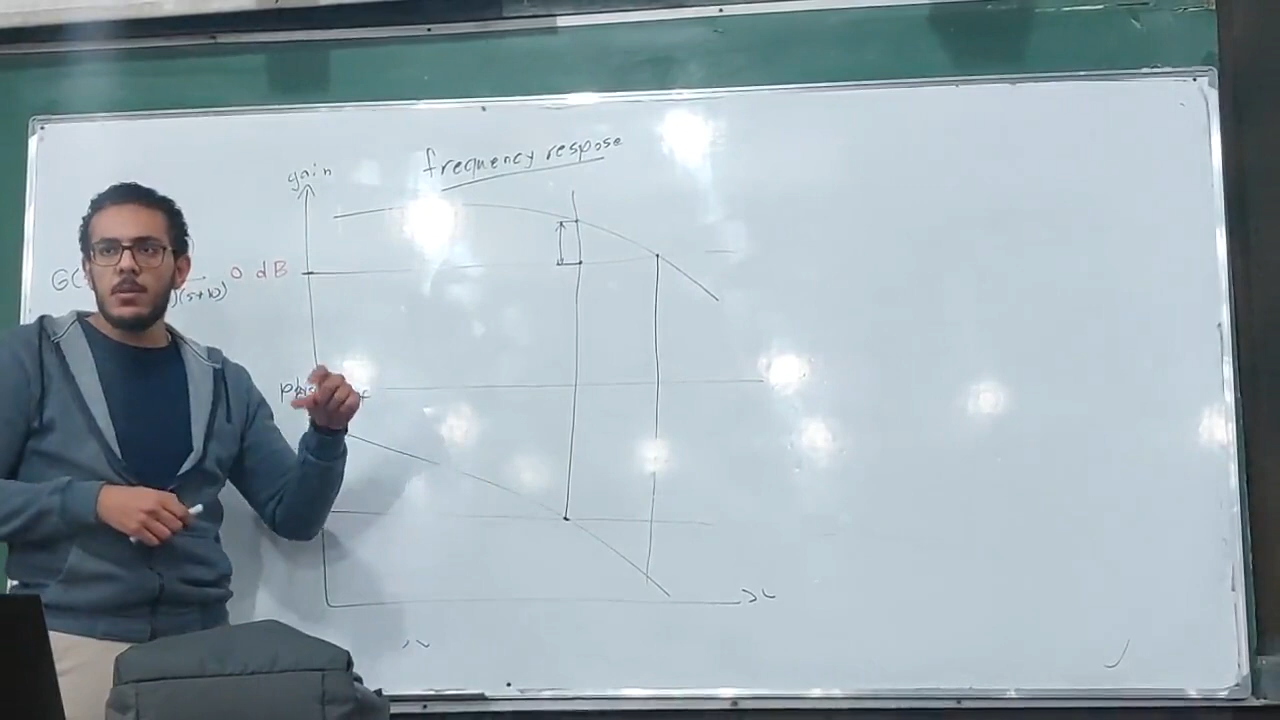 frequency respose
gain
G(
)(s+10)
0 dB